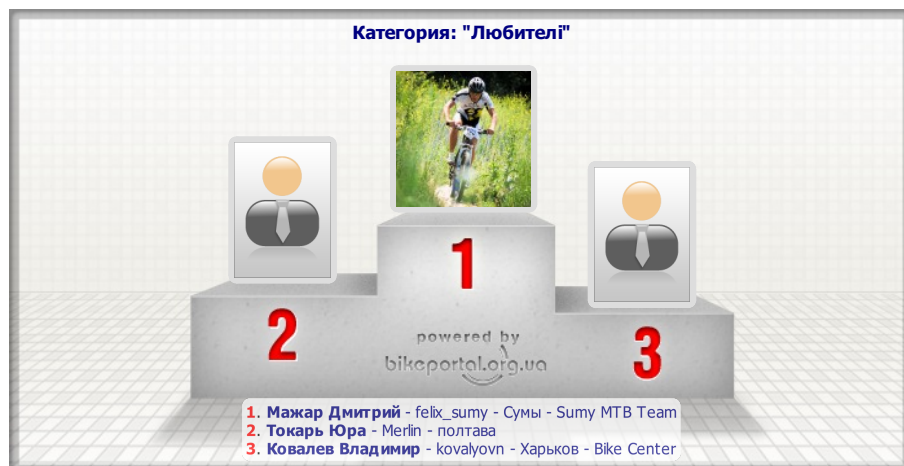 Категория: "Любителі"
1
2
3
powered by
bikeportal.org.ua
1. Мажар Дмитрий - felix_sumy - Сумы - Sumy MTB Team
2. Токарь Юра - Merlin - полтава
3. Ковалев Владимир - kovalyovn - Харьков - Bike Center